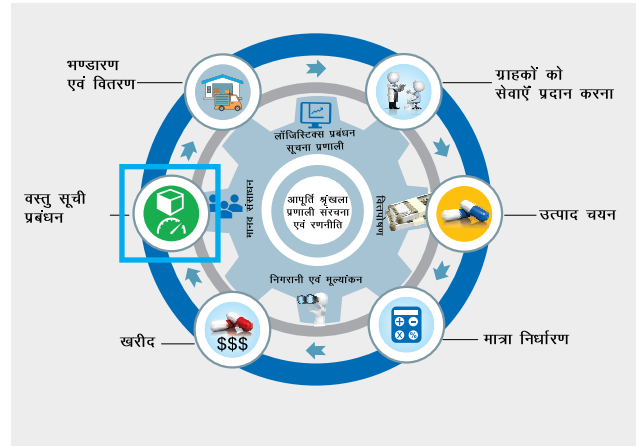 भण्डारण
एवं वितरण
ग्राहकों को
सेवाएँ प्रदान करना
लॉजिस्टिक्स प्रबंधन
सूचना प्रणाली
वस्तु सूची
प्रबंधन
मानव संसाधन
आपूर्ति श्रृंखला
प्रणाली संरचना
एवं रणनीति
वित्तपोषण
उत्पाद चयन
निगरानी एवं मूल्यांकन
खरीद
$$$
मात्रा निर्धारण